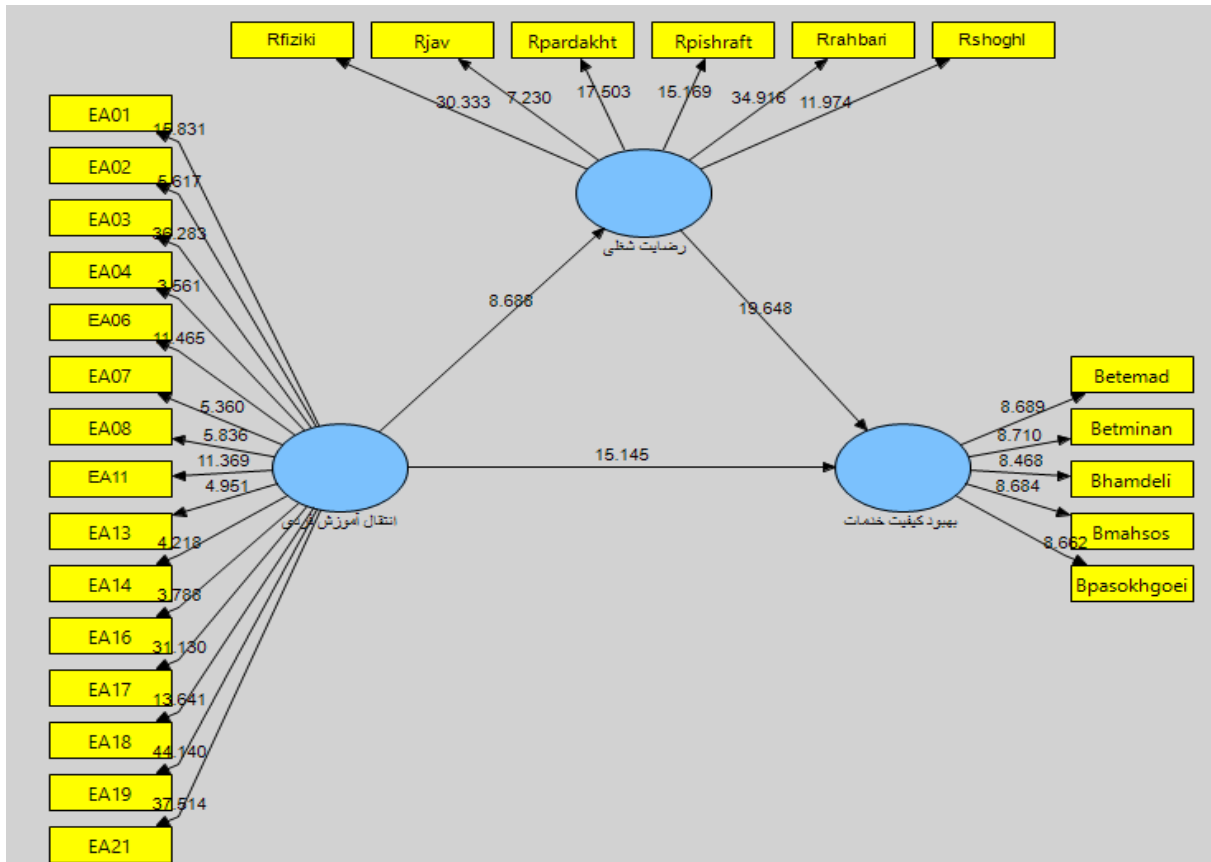 Rfiziki
Rjav
Rpardakht
Rpishraft
Rrahbari
Rshoghl
30.333
7.230
17.503
15.169
34.916
11.974
رضایت شغلی
EA01
15.831
EA02
5.617
EA03
36.283
EA04
3.561
EA06
11.465
EA07
5.360
EA08
5.836
EA11
11.369
EA13
4.951
EA14
4.218
EA16
3.788
EA17
31.130
EA18
13.641
EA19
44.140
EA21
37.514
انتقال آموزش فردی
8.688
19.648
15.145
بهبود کیفیت خدمات
Betemad
8.689
Betminan
8.710
Bhamdeli
8.468
Bmahsos
8.684
Bpasokhgoei
8.662